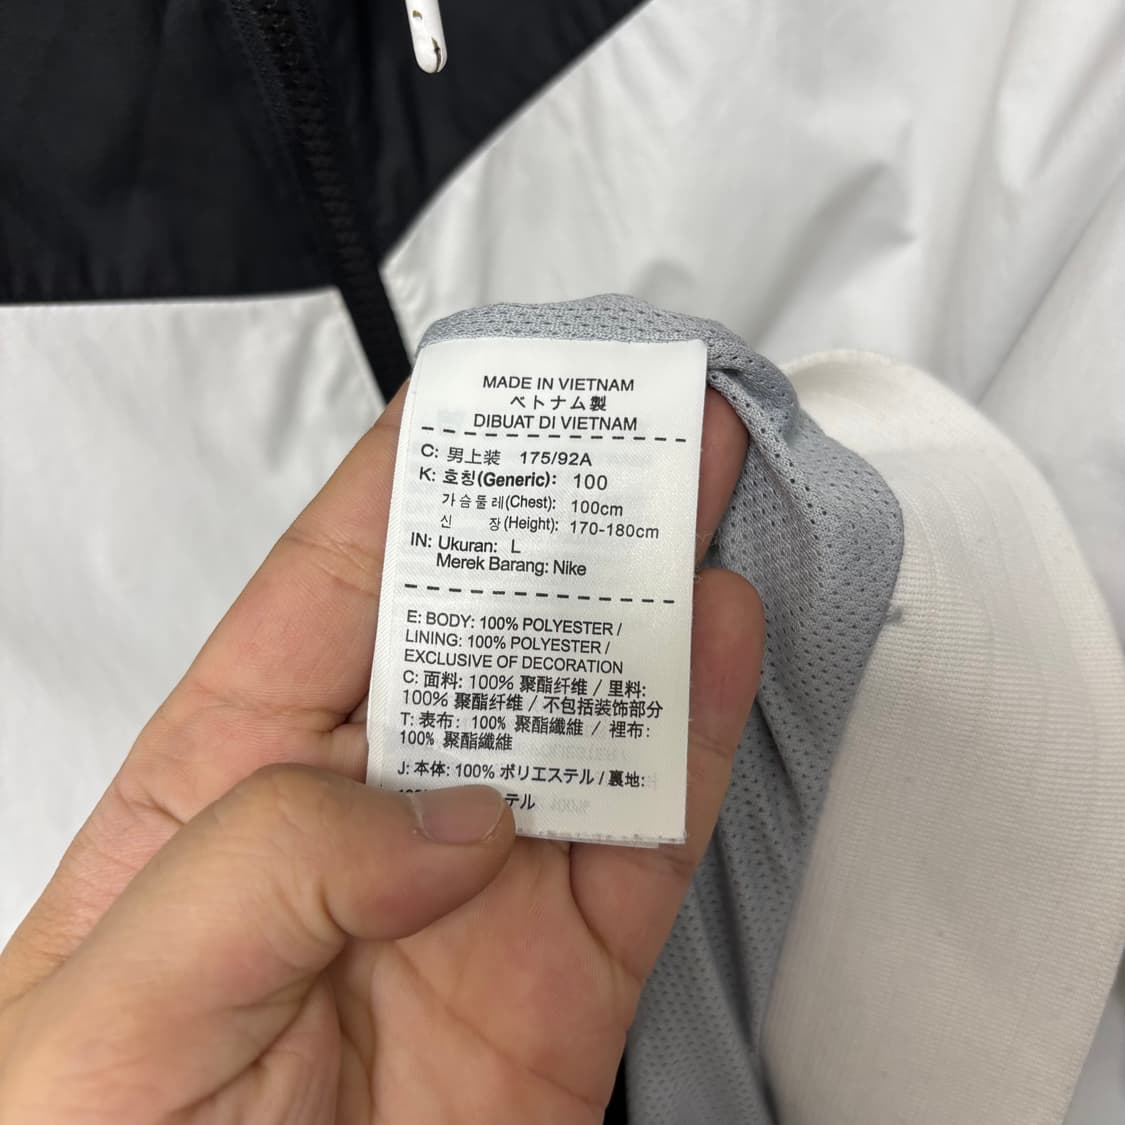 MADE IN VIETNAM
ベトナム製
DIBUAT DI VIETNAM
C: 男上装 175/92A
K: 호칭(Generic): 100
가슴둘레(Chest): 100cm
신 장(Height): 170-180cm
IN: Ukuran: L
Merek Barang: Nike
E: BODY: 100% POLYESTER /
LINING: 100% POLYESTER /
EXCLUSIVE OF DECORATION
C: 面料: 100% 聚酯纤维 / 里料:
100% 聚酯纤维 / 不包括装饰部分
T: 表布: 100% 聚酯纖維 / 裡布:
100% 聚酯纖維
J: 本体: 100% ポリエステル / 裏地:
テル